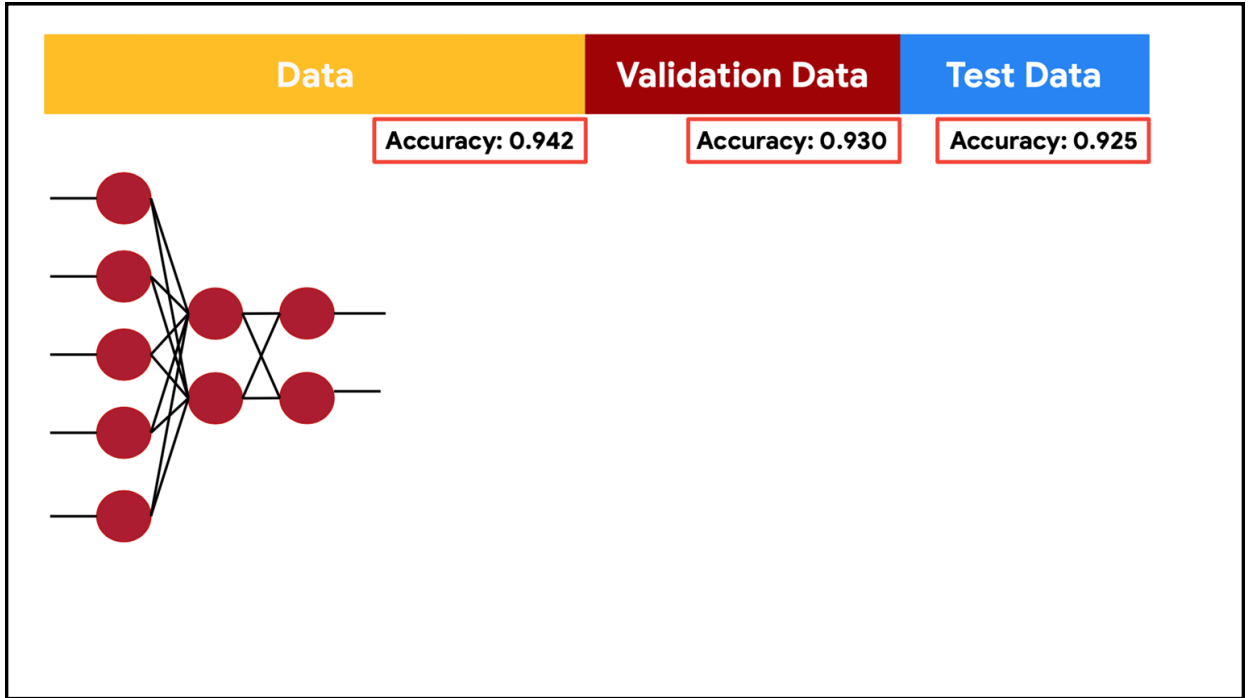 Data
Validation Data
Test Data
Accuracy: 0.942
Accuracy: 0.930
Accuracy: 0.925